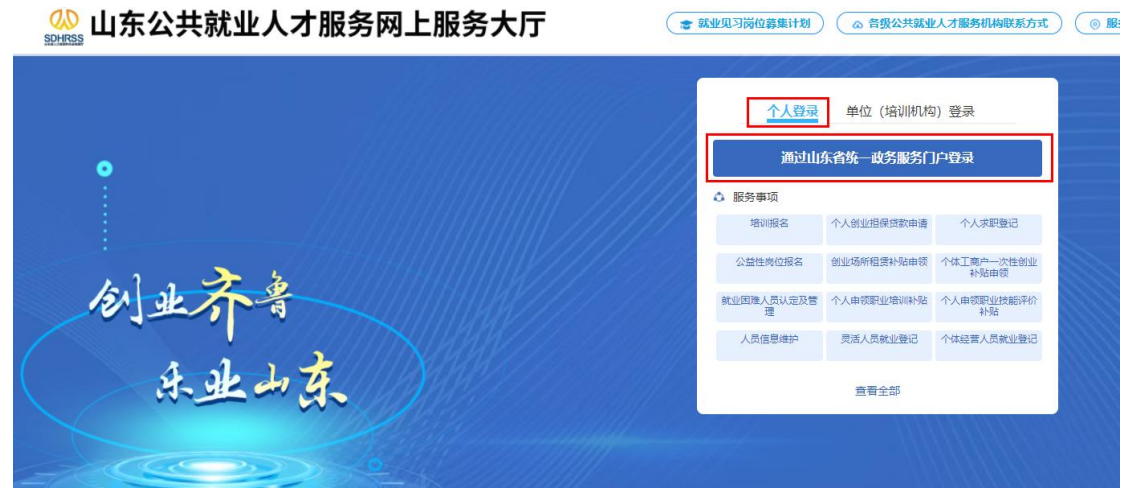 山东公共就业人才服务网上服务大厅
SDHRSS
就业见习岗位募集计划
各级公共就业人才服务机构联系方式
个人登录
单位（培训机构）登录
通过山东省统一政务服务门户登录
服务事项
培训报名
个人创业担保贷款申请
个人求职登记
公益性岗位报名
创业场所租赁补贴申领
个体工商户一次性创业
补贴申领
就业困难人员认定及管
理
个人申领职业培训补贴
个人申领职业技能评价
补贴
人员信息维护
灵活人员就业登记
个体经营人员就业登记
查看全部
创业齐鲁
乐业山东